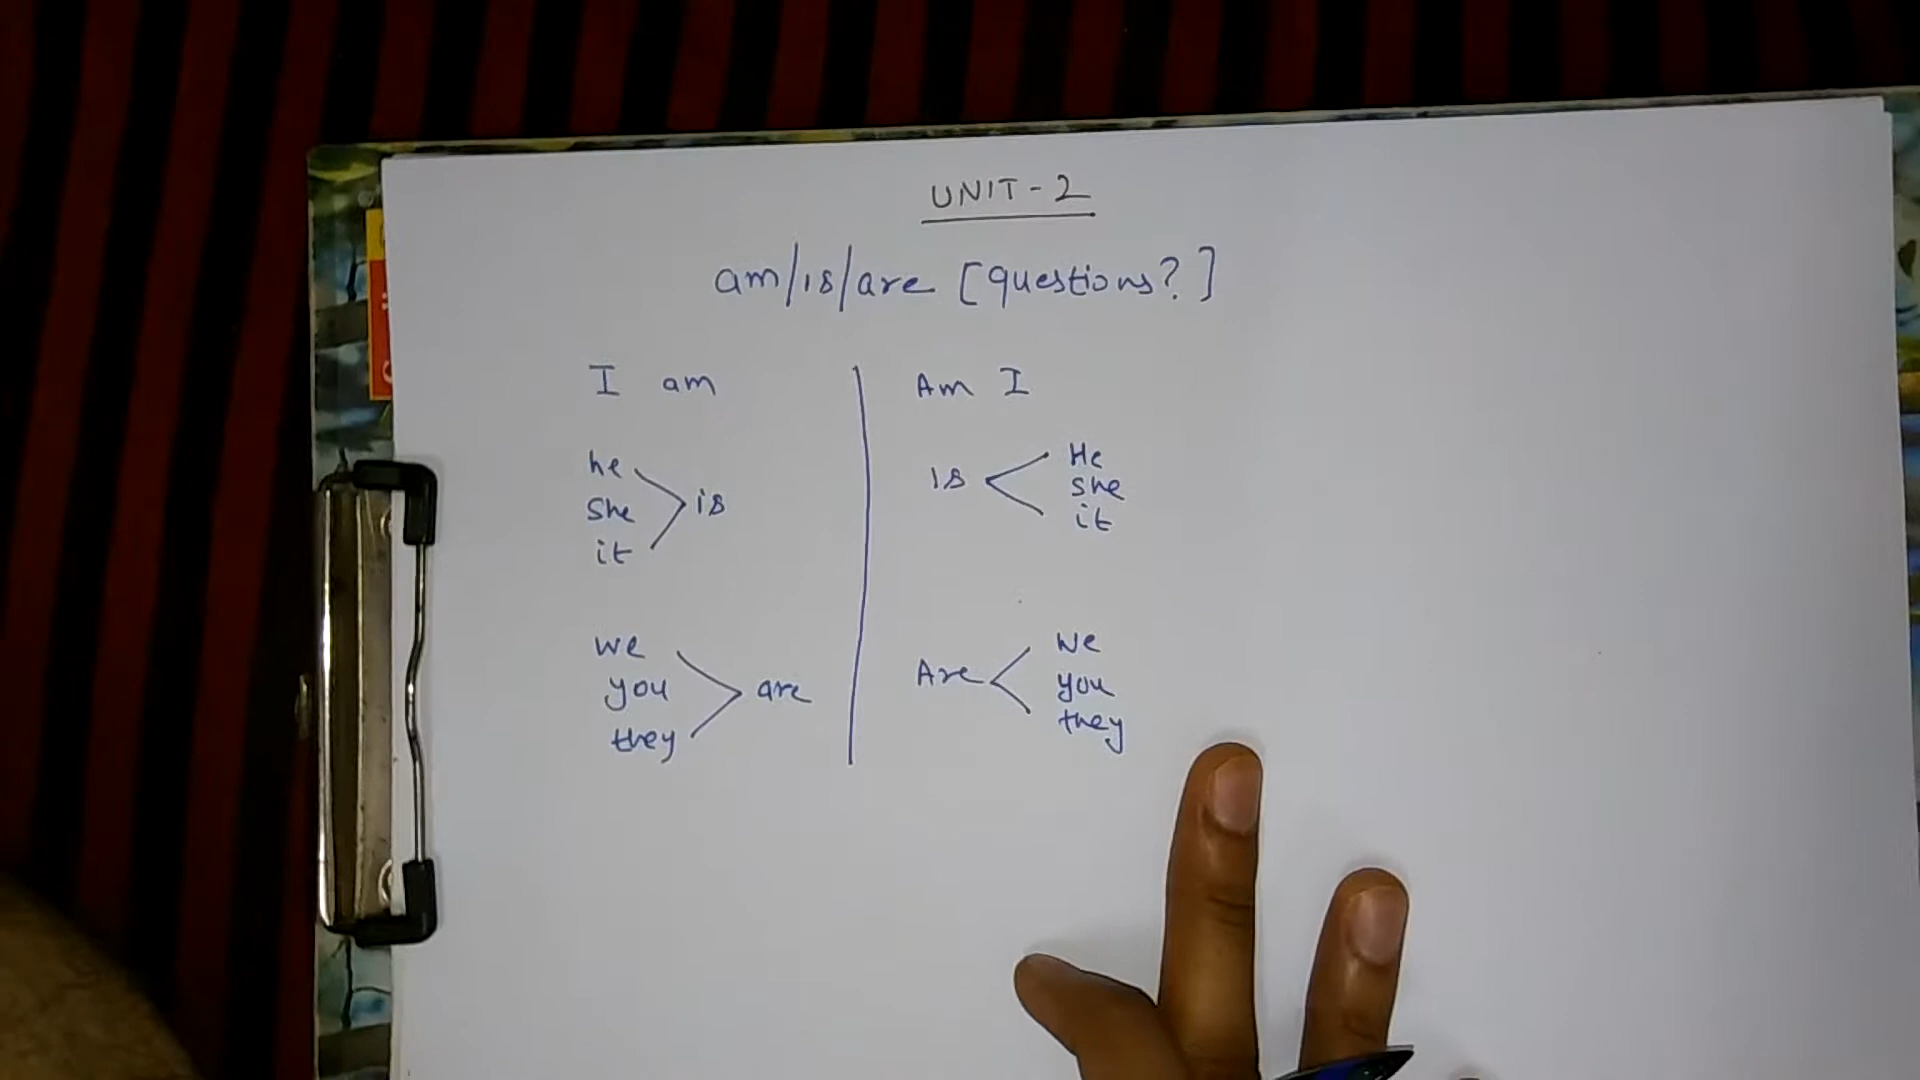 UNIT-2
am/is/are [questions?]
I am
he
she
it
is
we
you
they
are
Am I
Is
He
she
it
Are
We
you
they